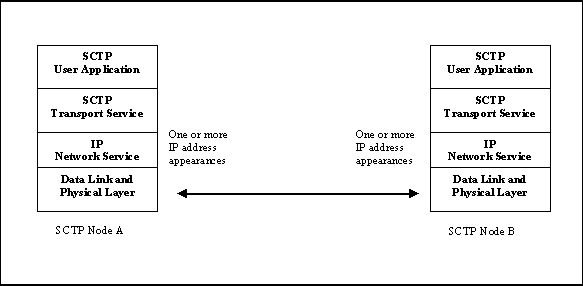 SCTP
User Application
SCTP
Transport Service
IP
Network Service
Data Link and
Physical Layer
SCTP Node A
One or more
IP address
appearances
One or more
IP address
appearances
SCTP
User Application
SCTP
Transport Service
IP
Network Service
Data Link and
Physical Layer
SCTP Node B